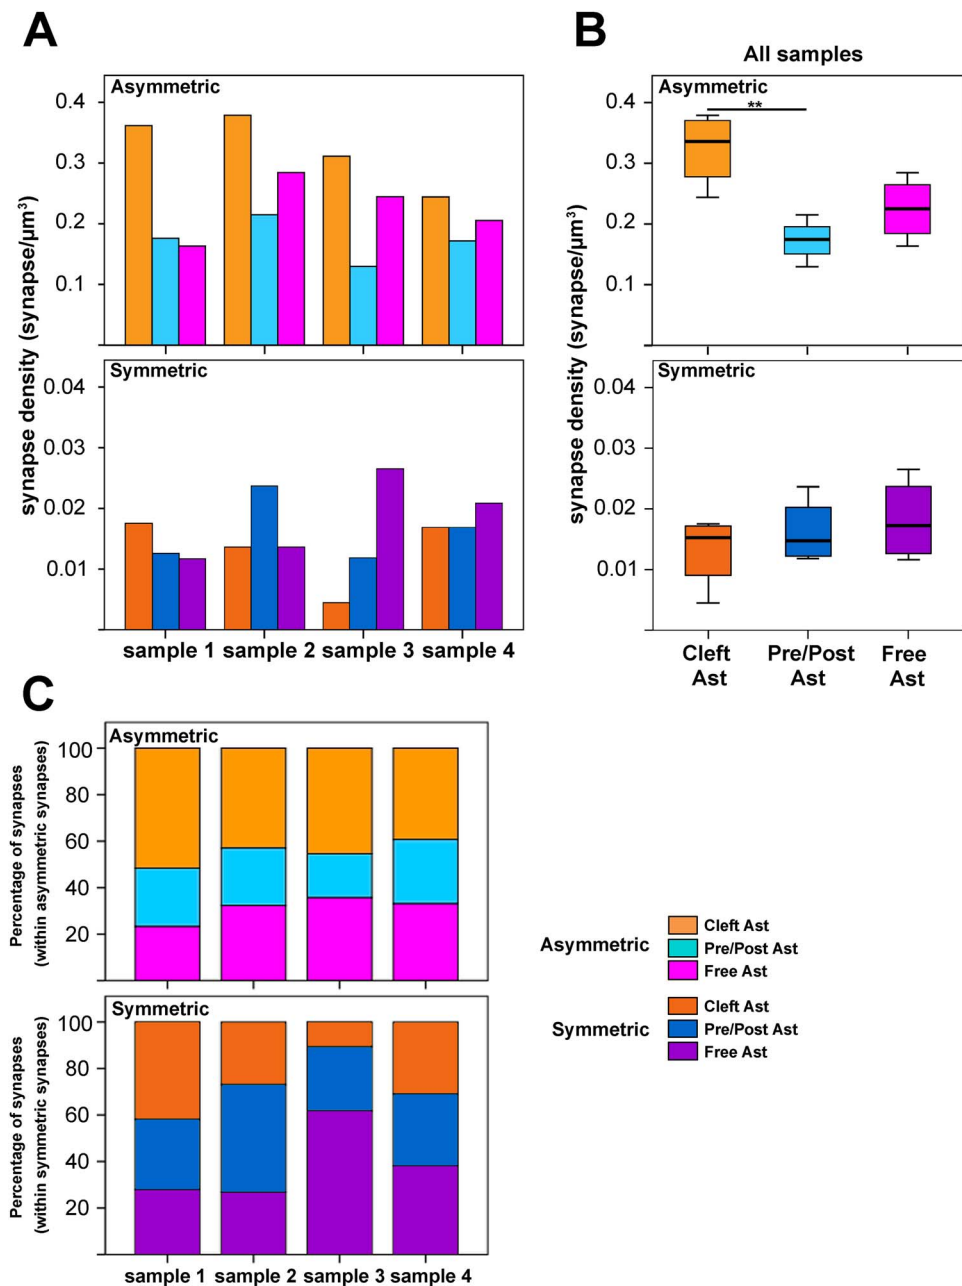 A
Asymmetric
0.4
0.3
0.2
0.1
Symmetric
0.04
0.03
0.02
0.01
synapse density (synapse/µm³)
sample 1 sample 2 sample 3 sample 4
B
All samples
Asymmetric
**
0.4
0.3
0.2
0.1
Symmetric
0.04
0.03
0.02
0.01
synapse density (synapse/µm³)
Cleft Pre/Post Free
Ast Ast Ast
C
Asymmetric
100
80
60
40
20
Percentage of synapses
(within asymmetric synapses)
Symmetric
100
80
60
40
20
Percentage of synapses
(within symmetric synapses)
sample 1 sample 2 sample 3 sample 4
Asymmetric
Cleft Ast
Pre/Post Ast
Free Ast
Symmetric
Cleft Ast
Pre/Post Ast
Free Ast